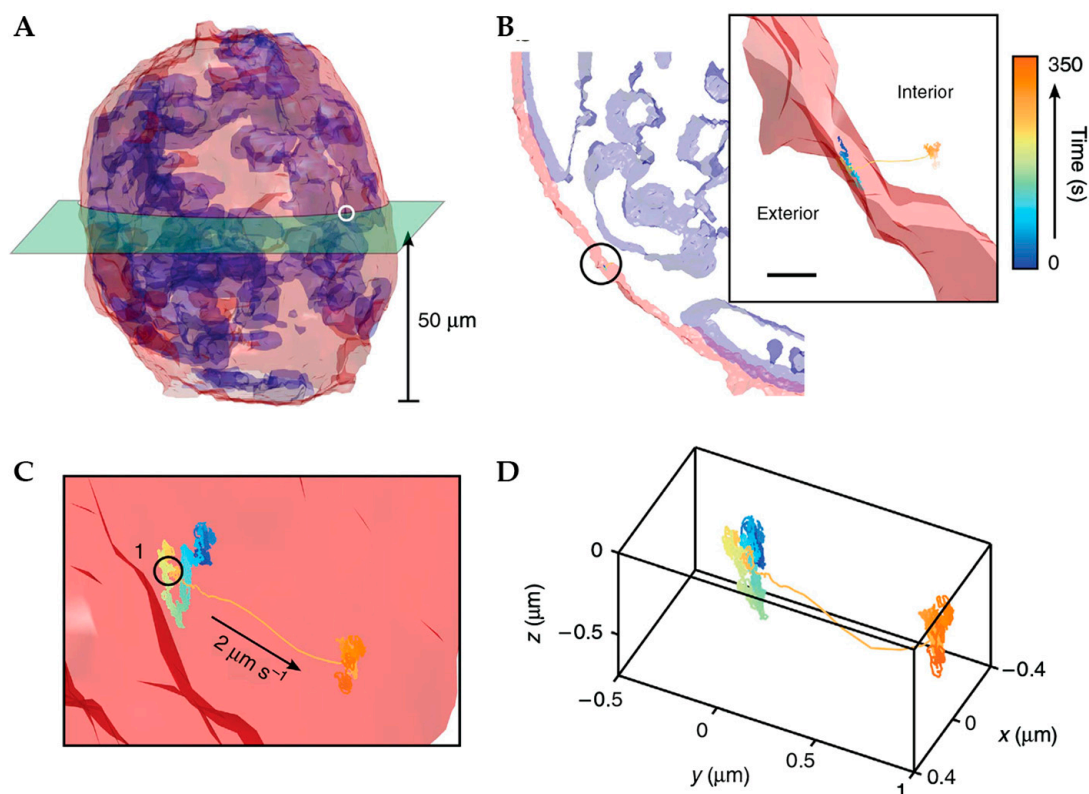 A
50 μm
B
Interior
Exterior
350
Time (s)
0
C
1
2 μm s⁻¹
D
0
−0.5
z (μm)
−0.5
0
0.5
1
y (μm)
−0.4
0
0.4
x (μm)